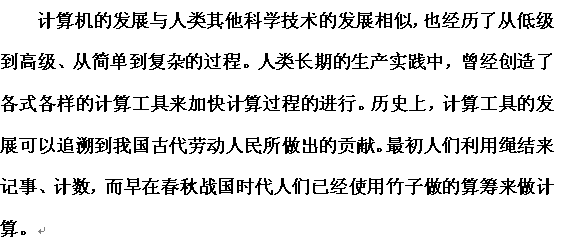 计算机的发展与人类其他科学技术的发展相似,也经历了从低级
到高级、从简单到复杂的过程。人类长期的生产实践中,曾经创造了
各式各样的计算工具来加快计算过程的进行。历史上,计算工具的发
展可以追溯到我国古代劳动人民所做出的贡献。最初人们利用绳结来
记事、计数,而早在春秋战国时代人们已经使用竹子做的算筹来做计
算。